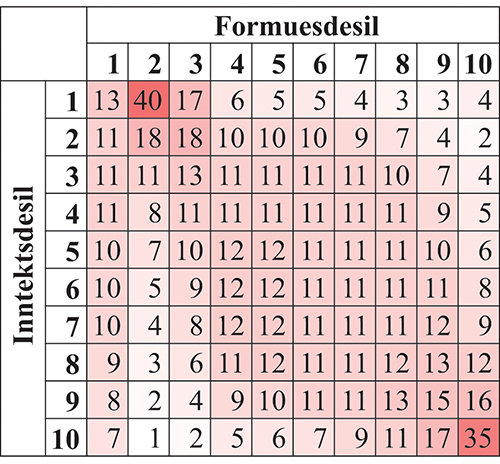 Formuesdesil
1 2 3 4 5 6 7 8 9 10
Inntektsdesil
1 13 40 17 6 5 5 4 3 3 4
2 11 18 18 10 10 10 9 7 4 2
3 11 11 13 11 11 11 11 10 7 4
4 11 8 11 11 11 11 11 11 9 5
5 10 7 10 12 12 11 11 11 10 6
6 10 5 9 12 12 11 11 11 11 8
7 10 4 8 12 12 11 11 11 12 9
8 9 3 6 11 12 11 11 12 13 12
9 8 2 4 9 10 11 11 13 15 16
10 7 1 2 5 6 7 9 11 17 35